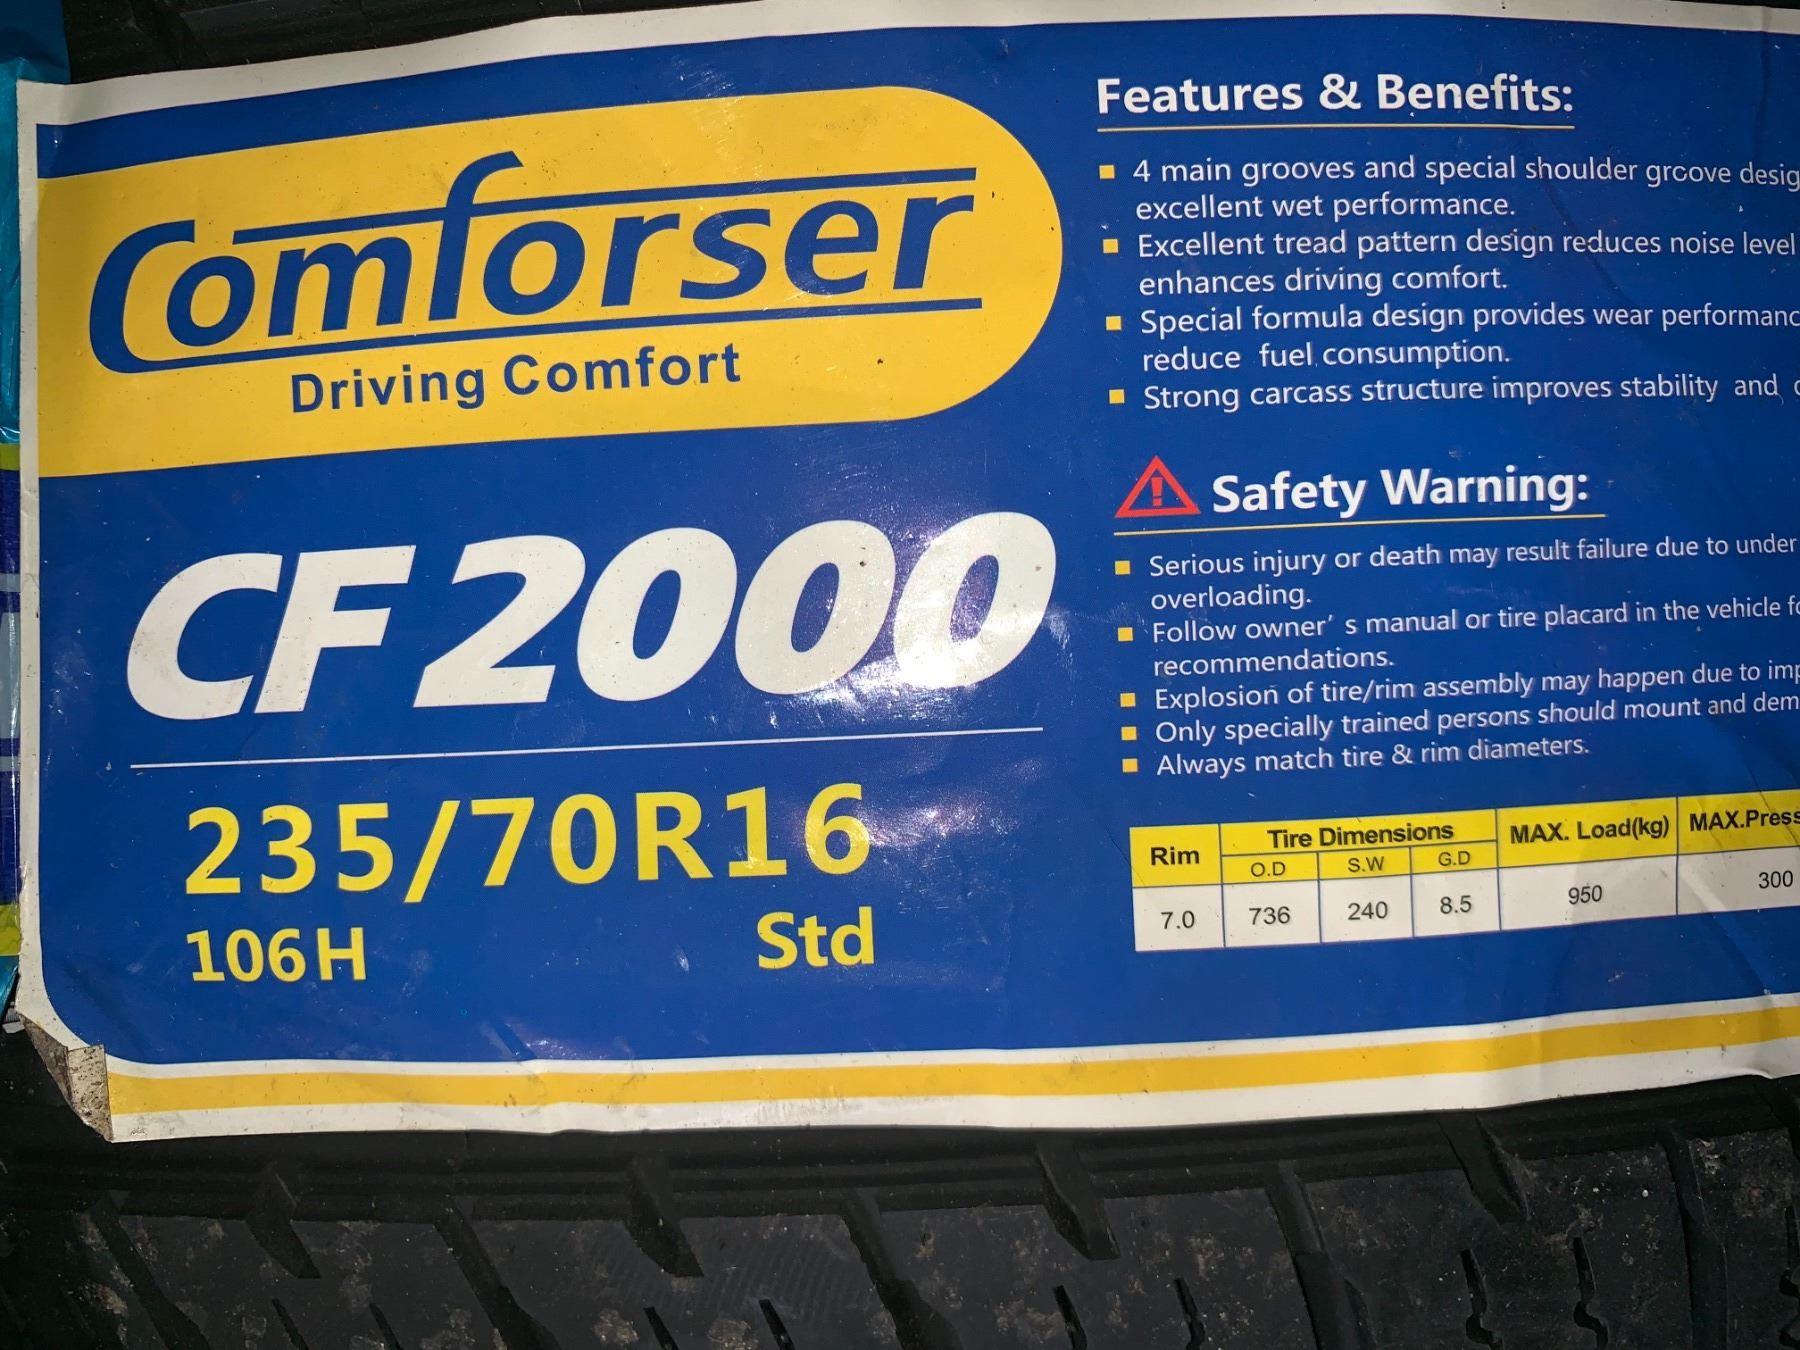 Comforser
Driving Comfort
CF2000
235/70R16
106H Std
Features & Benefits:
4 main grooves and special shoulder groove
excellent wet performance.
Excellent tread pattern design reduces noise level
enhances driving comfort.
Special formula design provides wear
reduce fuel consumption.
Strong carcass structure improves stability and
Safety Warning:
Serious injury or death may result failure due to under
overloading.
Follow owner's manual or tire placard in the vehicle
recommendations.
Explosion of tire/rim assembly may happen due to
Only specially trained persons should mount and
Always match tire & rim diameters.
Rim Tire Dimensions MAX. Load(kg) MAX.Press
O.D S.W G.D
7.0 736 240 8.5 950 300